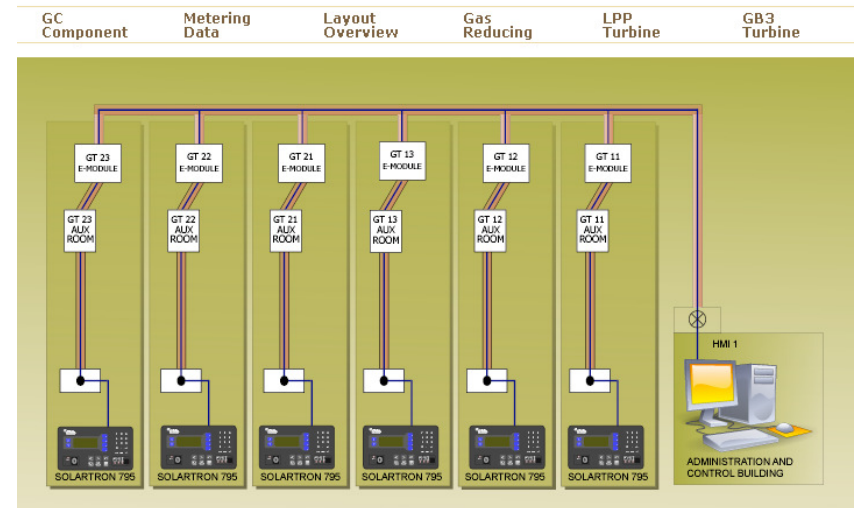 GC Component
Metering Data
Layout Overview
Gas Reducing
LPP Turbine
GB3 Turbine
GT 23
E-MODULE
GT 22
E-MODULE
GT 21
E-MODULE
GT 13
E-MODULE
GT 12
E-MODULE
GT 11
E-MODULE
GT 23
AUX
ROOM
GT 22
AUX
ROOM
GT 21
AUX
ROOM
GT 13
AUX
ROOM
GT 12
AUX
ROOM
GT 11
AUX
ROOM
HMI 1
SOLARTRON 795
SOLARTRON 795
SOLARTRON 795
SOLARTRON 795
SOLARTRON 795
SOLARTRON 795
ADMINISTRATION AND
CONTROL BUILDING